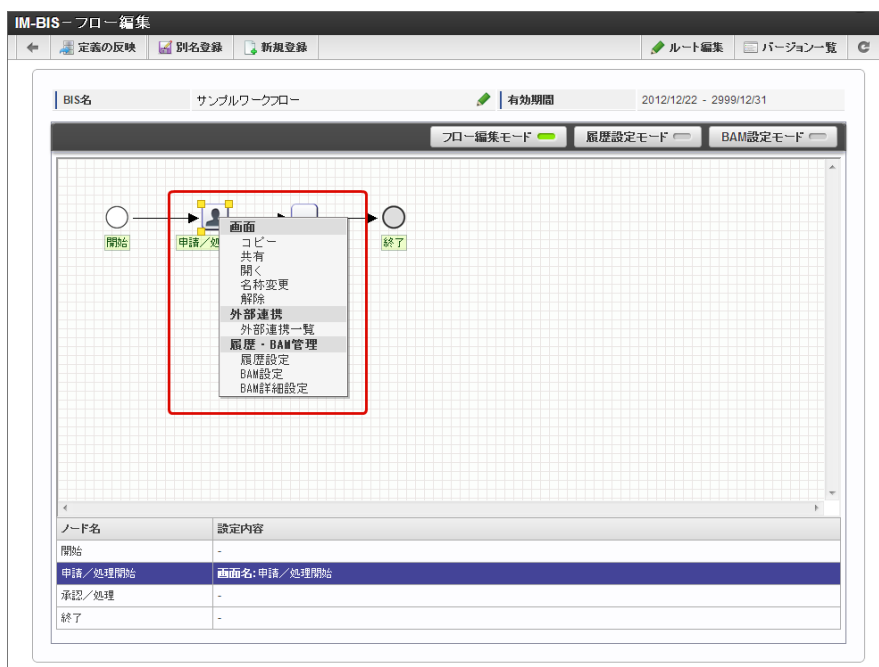 IM-BIS－フロー編集
定義の反映 別名登録 新規登録 ルート編集 バージョン一覧
BIS名 サンプルワークフロー 有効期間 2012/12/22 - 2999/12/31
フロー編集モード 履歴設定モード BAM設定モード
開始 申請／処 終了
画面
コピー
共有
開く
名称変更
解除
外部連携
外部連携一覧
履歴・BAM管理
履歴設定
BAM設定
BAM詳細設定
ノード名 設定内容
開始 -
申請／処理開始 画面名:申請／処理開始
承認／処理 -
終了 -